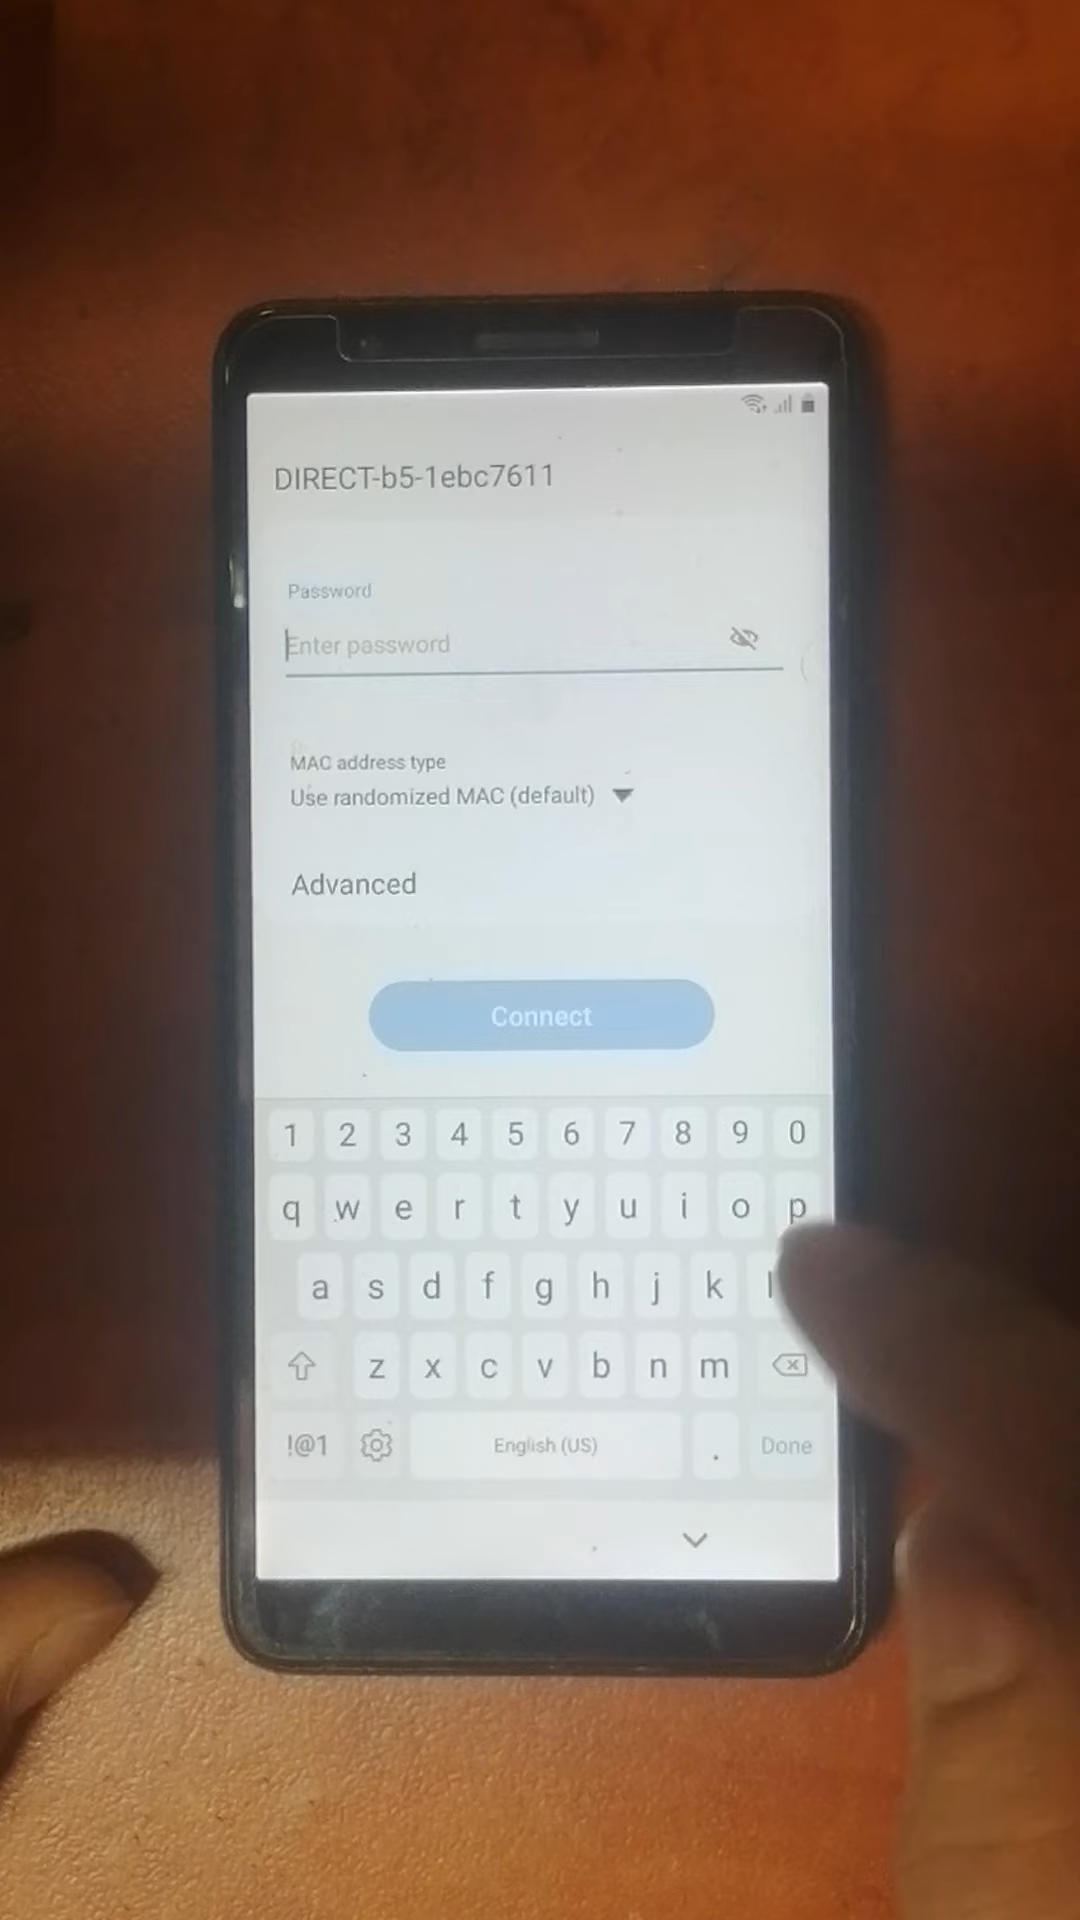 DIRECT-b5-1ebc7611
Password
Enter password
MAC address type
Use randomized MAC (default)
Advanced
Connect
1 2 3 4 5 6 7 8 9 0
q w e r t y u i o p
a s d f g h j k l
z x c v b n m
!@1 English (US) . Done